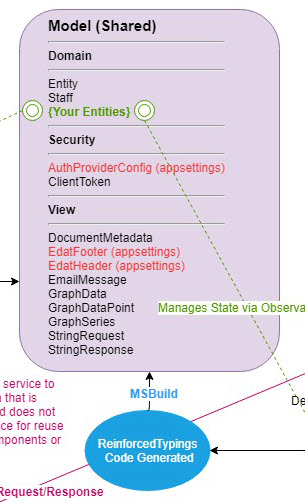 Model (Shared)
Domain
Entity
Staff
{Your Entities}
Security
AuthProviderConfig (appsettings)
ClientToken
View
DocumentMetadata
EdatFooter (appsettings)
EdatHeader (appsettings)
EmailMessage
GraphData
GraphDataPoint
Manages State via Observa
GraphSeries
StringRequest
StringResponse
service to
that is
d does not
ce for reuse
mponents or
MSBuild
De
ReinforcedTypings
Code Generated
Request/Response